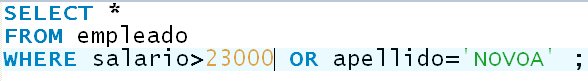 SELECT *
FROM empleado
WHERE salario>23000 OR apellido='NOVOA' ;